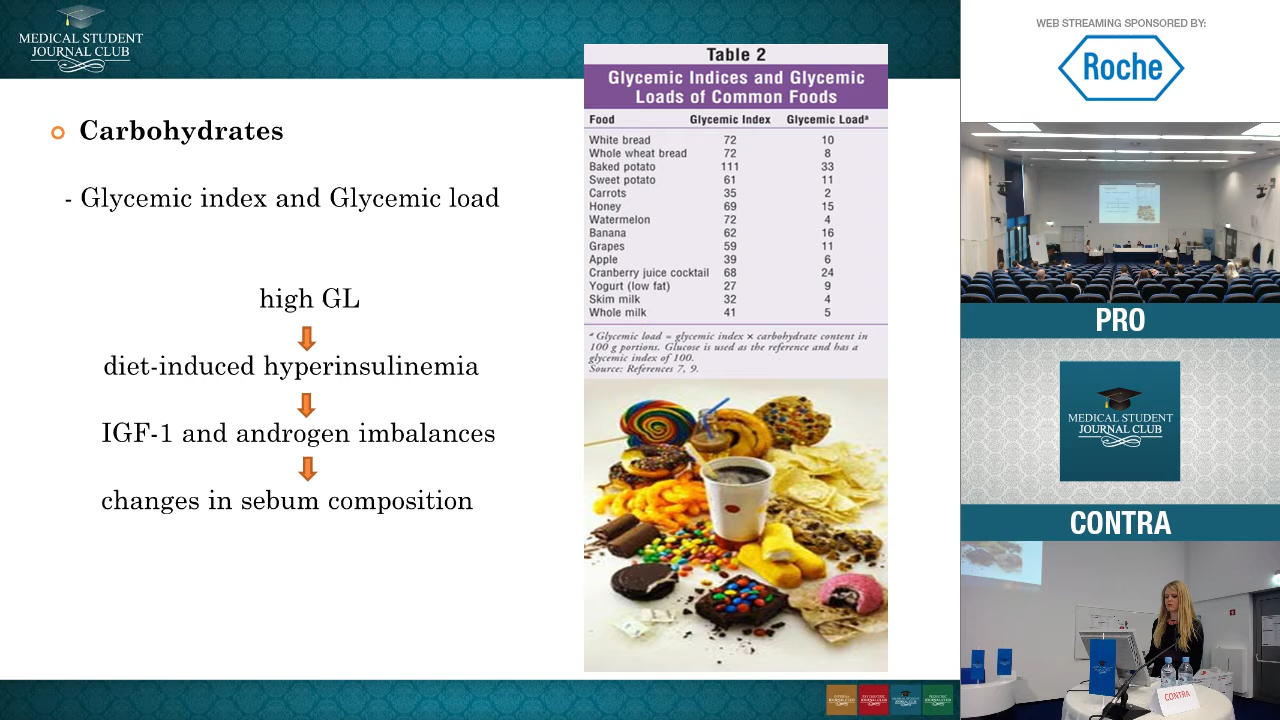 MEDICAL STUDENT
JOURNAL CLUB
Carbohydrates
- Glycemic index and Glycemic load
high GL
diet-induced hyperinsulinemia
IGF-1 and androgen imbalances
changes in sebum composition
Table 2
Glycemic Indices and Glycemic
Loads of Common Foods
Food Glycemic Index Glycemic Loadᵃ
White bread 72 10
Whole wheat bread 72 8
Baked potato 111 33
Sweet potato 61 11
Carrots 35 2
Honey 69 15
Watermelon 72 4
Banana 62 16
Grapes 59 11
Apple 39 6
Cranberry juice cocktail 68 24
Yogurt (low fat) 27 9
Skim milk 32 4
Whole milk 41 5
ᵃ Glycemic load = glycemic index × carbohydrate content in
100 g portions. Glucose is used as the reference and has a
glycemic index of 100.
Source: References 7, 9.
WEB STREAMING SPONSORED BY:
Roche
PRO
MEDICAL STUDENT
JOURNAL CLUB
CONTRA
CONTRA